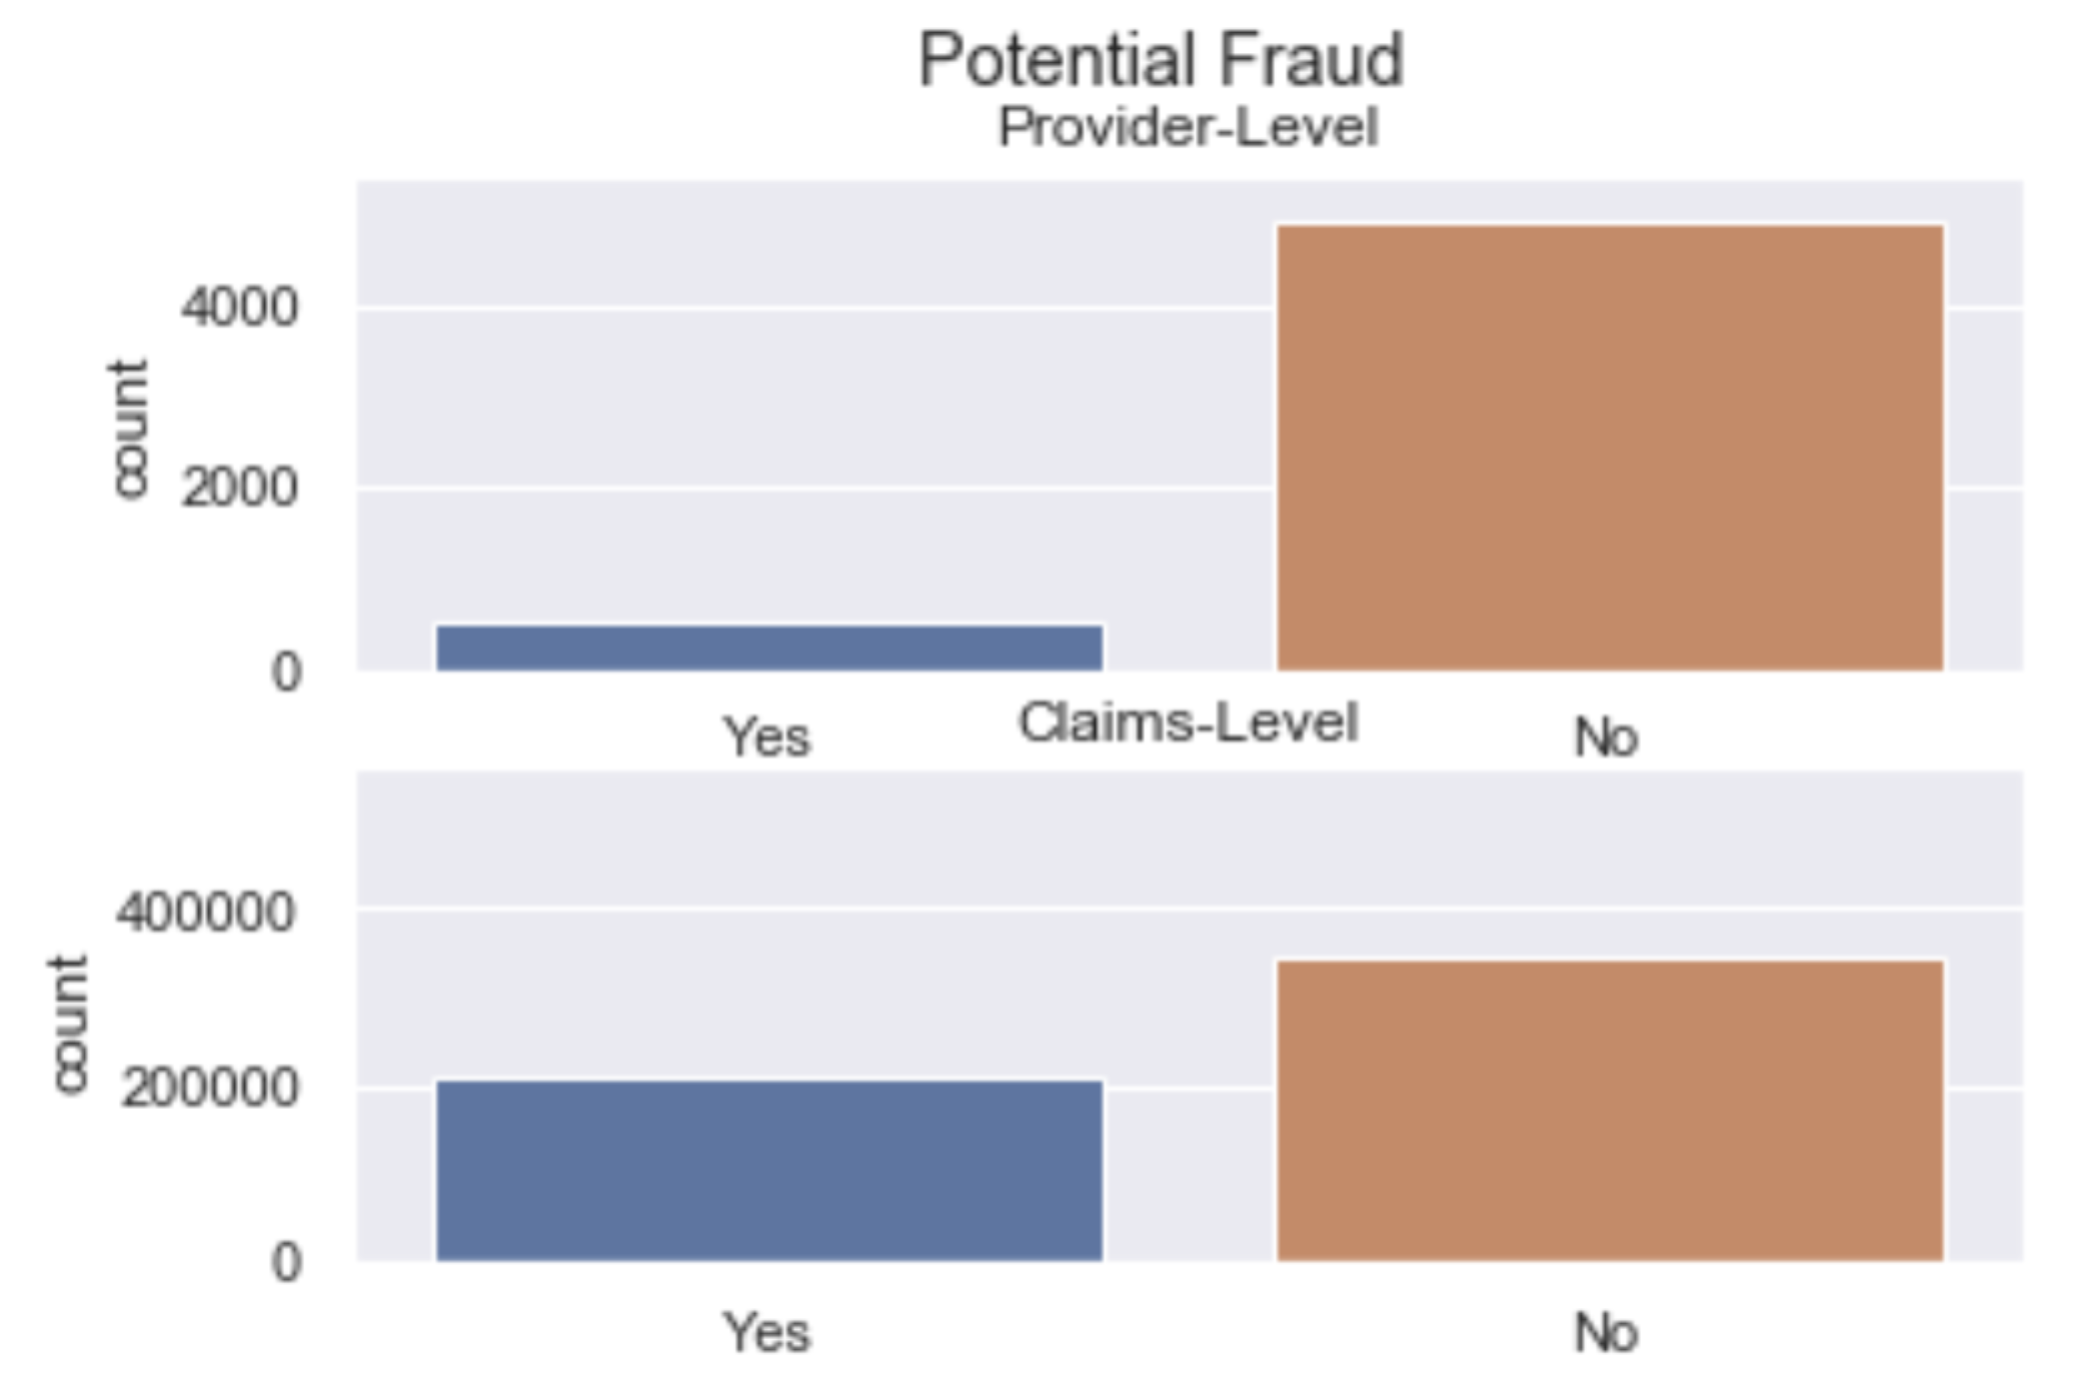 Potential Fraud
Provider-Level
4000
count
2000
0
Yes
No
Claims-Level
400000
count
200000
0
Yes
No